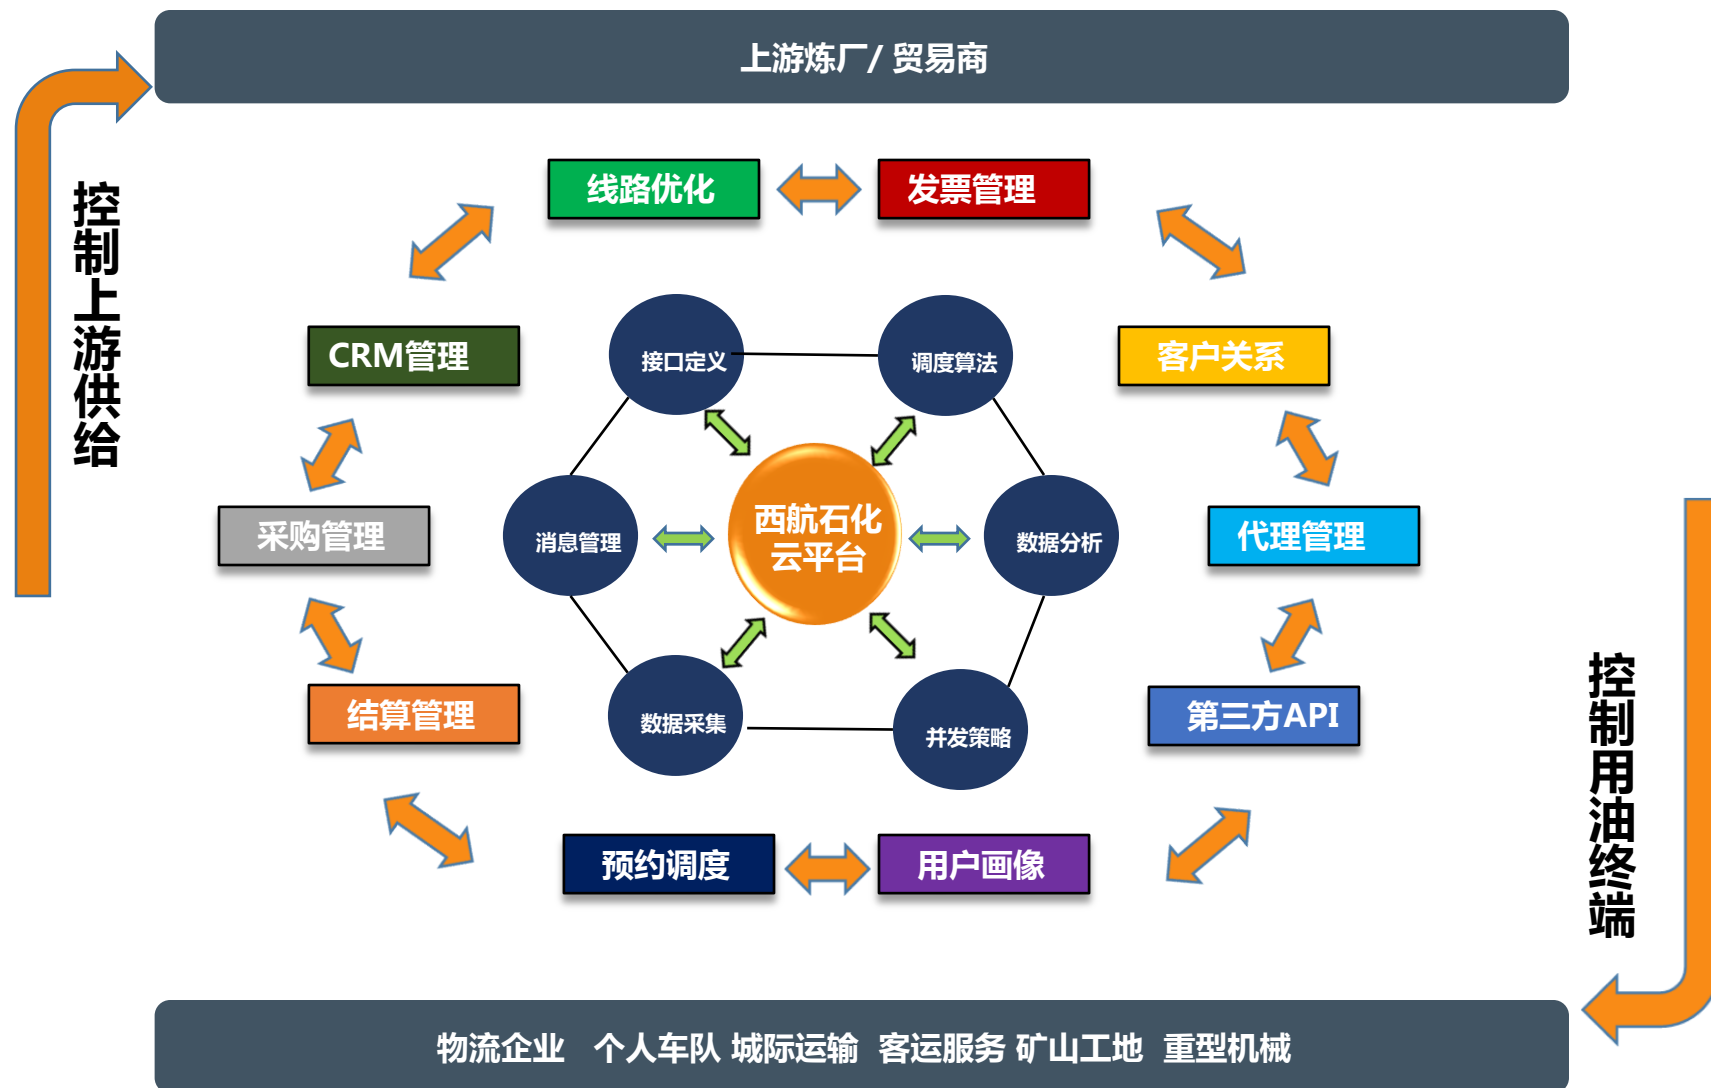 上游炼厂/ 贸易商
控制上游供给
线路优化
发票管理
CRM管理
客户关系
接口定义
调度算法
采购管理
消息管理
西航石化
云平台
数据分析
代理管理
结算管理
数据采集
并发策略
第三方API
预约调度
用户画像
控制用油终端
物流企业 个人车队 城际运输 客运服务 矿山工地 重型机械